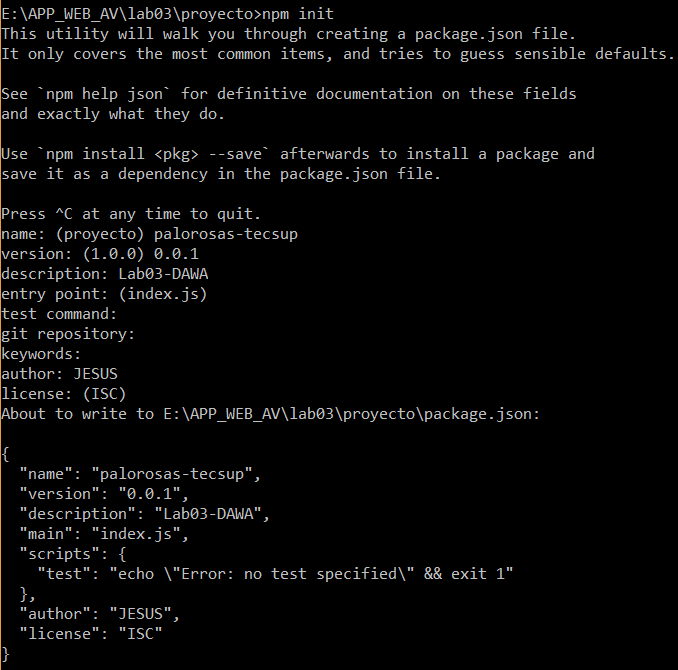 E:\APP_WEB_AV\lab03\proyecto>npm init
This utility will walk you through creating a package.json file.
It only covers the most common items, and tries to guess sensible defaults.

See `npm help json` for definitive documentation on these fields
and exactly what they do.

Use `npm install <pkg> --save` afterwards to install a package and
save it as a dependency in the package.json file.

Press ^C at any time to quit.
name: (proyecto) palorosas-tecsup
version: (1.0.0) 0.0.1
description: Lab03-DAWA
entry point: (index.js)
test command:
git repository:
keywords:
author: JESUS
license: (ISC)
About to write to E:\APP_WEB_AV\lab03\proyecto\package.json:

{
  "name": "palorosas-tecsup",
  "version": "0.0.1",
  "description": "Lab03-DAWA",
  "main": "index.js",
  "scripts": {
    "test": "echo \"Error: no test specified\" && exit 1"
  },
  "author": "JESUS",
  "license": "ISC"
}